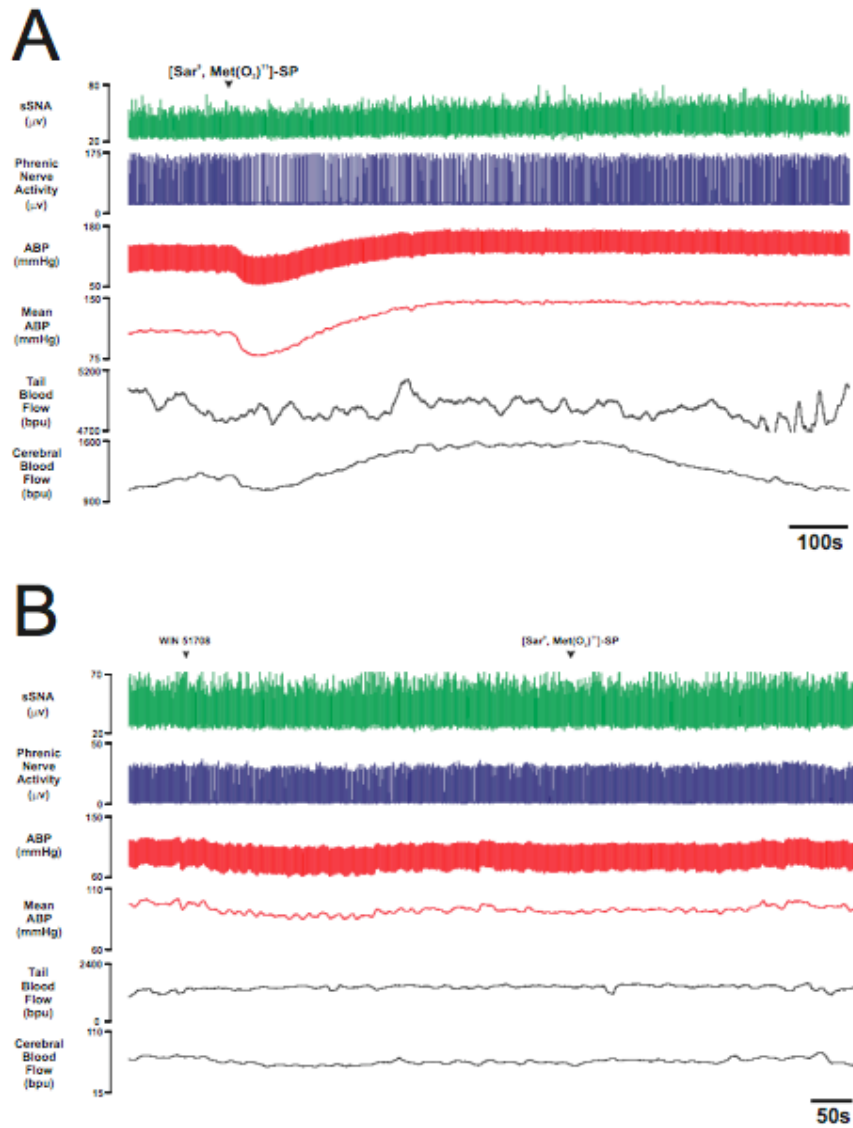 A
[Sar⁹, Met(O₂)¹¹]-SP
sSNA
(μv)
80
20
Phrenic
Nerve
Activity
(μv)
175
0
ABP
(mmHg)
180
50
Mean
ABP
(mmHg)
150
75
Tail
Blood
Flow
(bpu)
5200
4700
Cerebral
Blood
Flow
(bpu)
1600
900
100s
B
WIN 51708
[Sar⁹, Met(O₂)¹¹]-SP
sSNA
(μv)
70
20
Phrenic
Nerve
Activity
(μv)
50
0
ABP
(mmHg)
150
60
Mean
ABP
(mmHg)
110
60
Tail
Blood
Flow
(bpu)
2400
0
Cerebral
Blood
Flow
(bpu)
110
15
50s